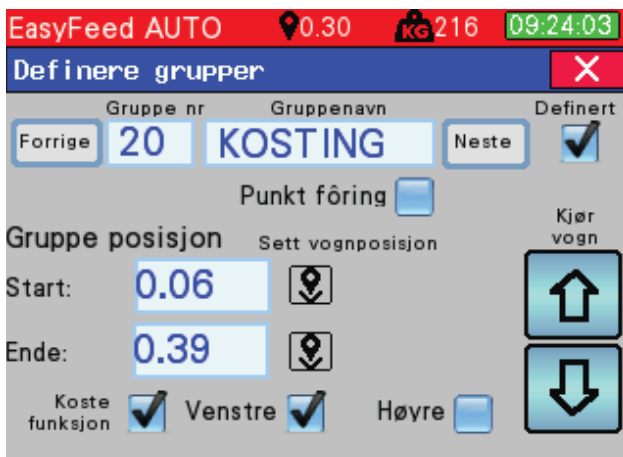 EasyFeed AUTO 0.30 KG 216 09:24:03
Definere grupper
Gruppe nr Gruppenavn Definert
Forrige 20 KOSTING Neste
Punkt fôring
Kjør vogn
Gruppe posisjon Sett vognposisjon
Start: 0.06
Ende: 0.39
Koste funksjon Venstre Høyre